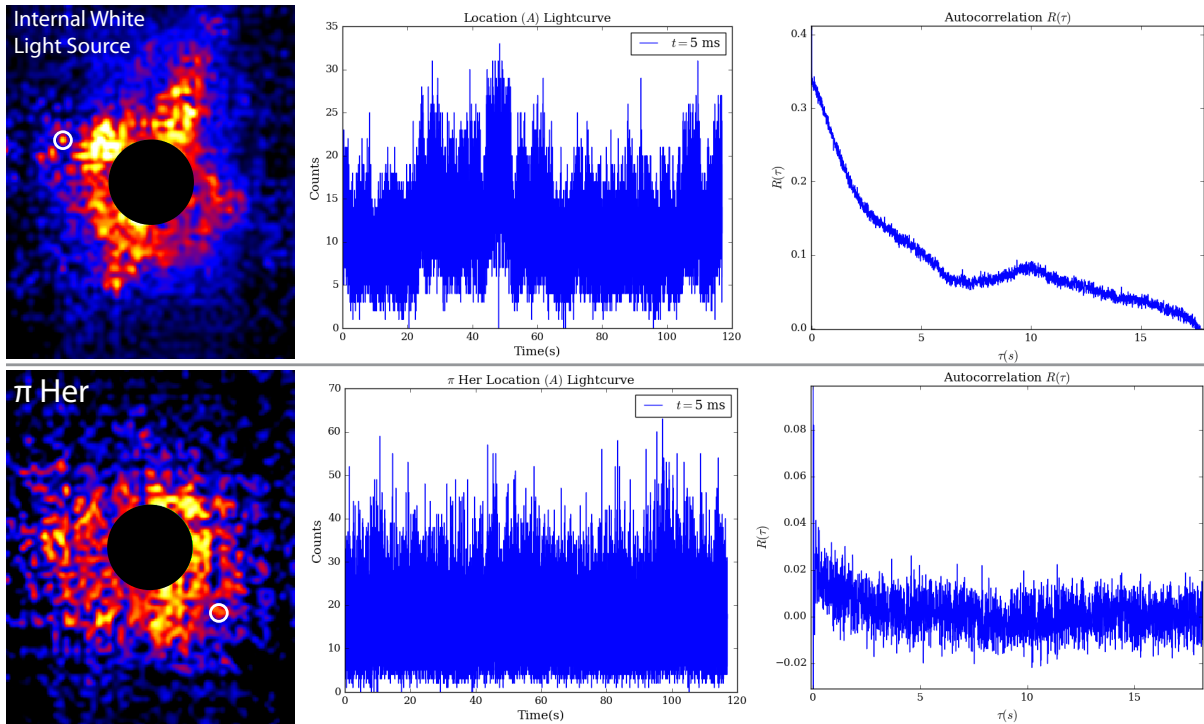 Internal White
Light Source
Location (A) Lightcurve
t = 5 ms
Counts
35
30
25
20
15
10
5
0
0 20 40 60 80 100 120
Time(s)
Autocorrelation R(τ)
R(τ)
0.4
0.3
0.2
0.1
0.0
0 5 10 15
τ(s)
π Her
π Her Location (A) Lightcurve
t = 5 ms
Counts
70
60
50
40
30
20
10
0
0 20 40 60 80 100 120
Time(s)
Autocorrelation R(τ)
R(τ)
0.08
0.06
0.04
0.02
0.00
−0.02
0 5 10 15
τ(s)